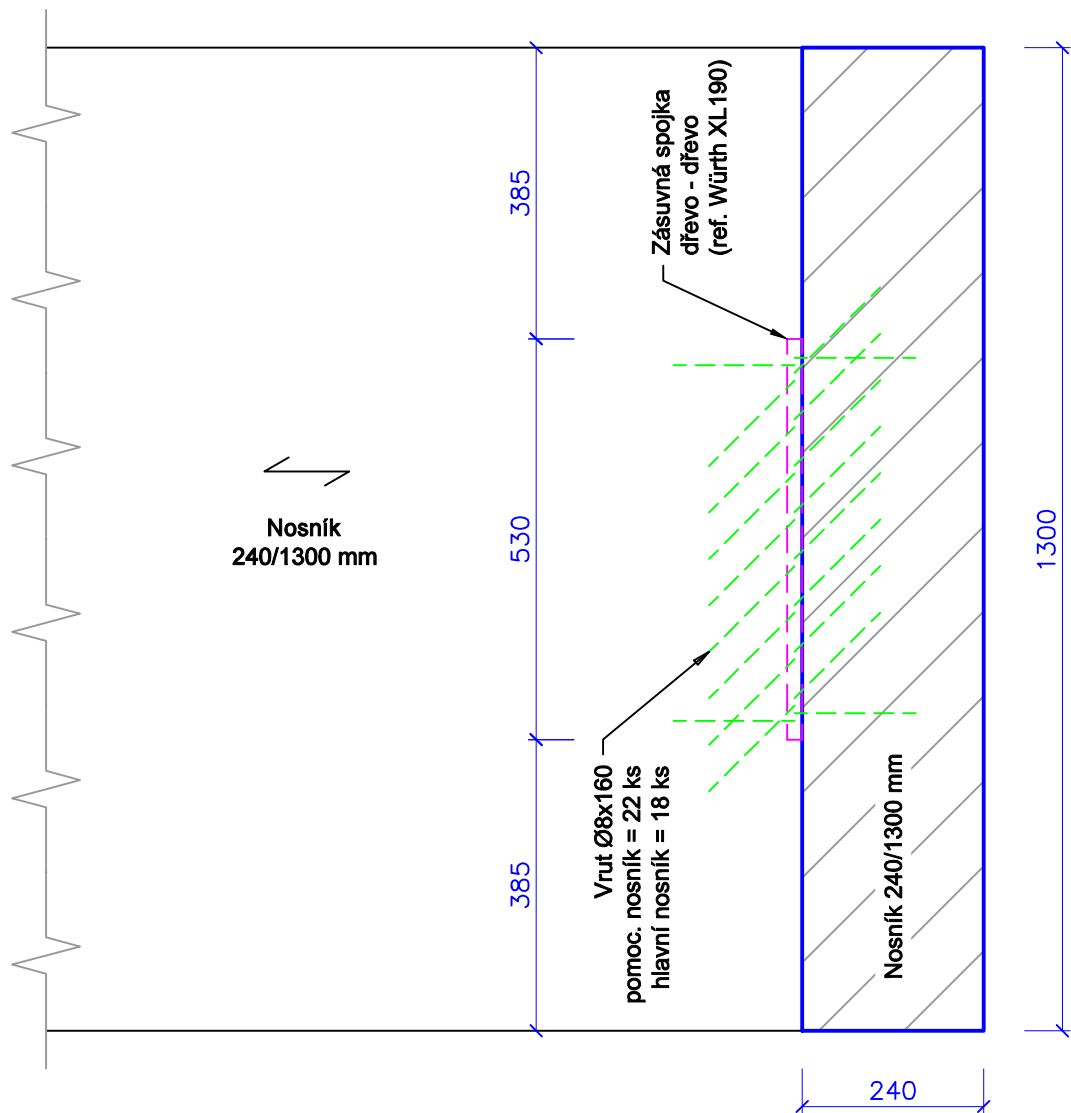 Zásuvná spojka
dřevo - dřevo
(ref. Würth XL190)
385
530
385
1300
240
Nosník
240/1300 mm
Vrut Ø8x160
pomoc. nosník = 22 ks
hlavní nosník = 18 ks
Nosník 240/1300 mm